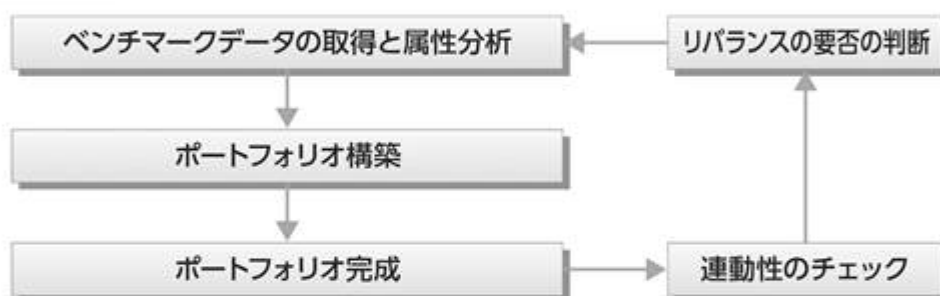 ベンチマークデータの取得と属性分析
リバランスの要否の判断
ポートフォリオ構築
ポートフォリオ完成
連動性のチェック